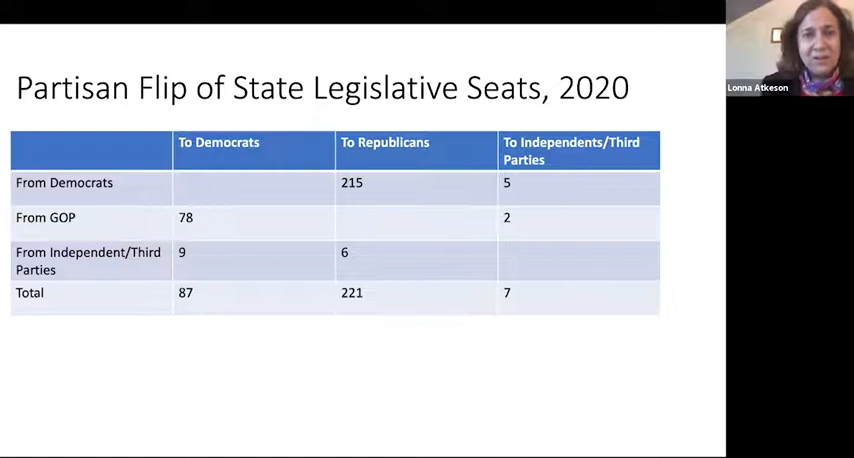 Partisan Flip of State Legislative Seats, 2020
To Democrats To Republicans To Independents/Third
Parties
From Democrats 215 5
From GOP 78 2
From Independent/Third 9 6
Parties
Total 87 221 7
Lonna Atkeson